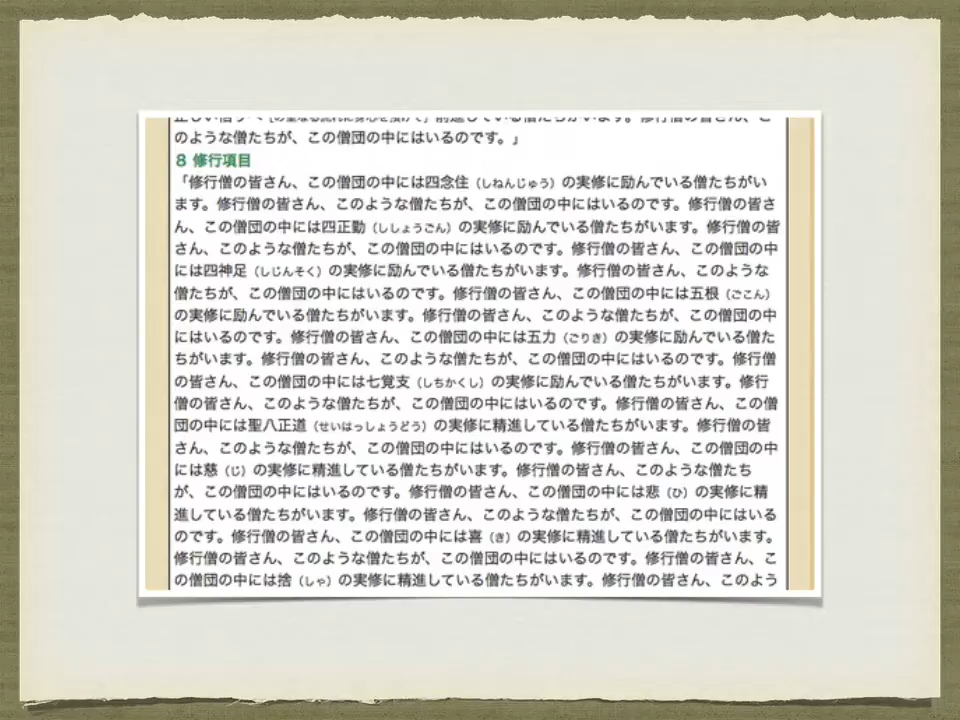 このような僧たちが、この僧団の中にはいるのです。」
8 修行項目
「修行僧の皆さん、この僧団の中には四念住（しねんじゅう）の実修に励んでいる僧たちがい
ます。修行僧の皆さん、このような僧たちが、この僧団の中にはいるのです。修行僧の皆さ
ん、この僧団の中には四正勤（ししょうごん）の実修に励んでいる僧たちがいます。修行僧の皆
さん、このような僧たちが、この僧団の中にはいるのです。修行僧の皆さん、この僧団の中
には四神足（しじんそく）の実修に励んでいる僧たちがいます。修行僧の皆さん、このような
僧たちが、この僧団の中にはいるのです。修行僧の皆さん、この僧団の中には五根（ごこん）
の実修に励んでいる僧たちがいます。修行僧の皆さん、このような僧たちが、この僧団の中
にはいるのです。修行僧の皆さん、この僧団の中には五力（ごりき）の実修に励んでいる僧た
ちがいます。修行僧の皆さん、このような僧たちが、この僧団の中にはいるのです。修行僧
の皆さん、この僧団の中には七覚支（しちかくし）の実修に励んでいる僧たちがいます。修行
僧の皆さん、このような僧たちが、この僧団の中にはいるのです。修行僧の皆さん、この僧
団の中には聖八正道（せいはっしょうどう）の実修に精進している僧たちがいます。修行僧の皆
さん、このような僧たちが、この僧団の中にはいるのです。修行僧の皆さん、この僧団の中
には慈（じ）の実修に精進している僧たちがいます。修行僧の皆さん、このような僧たち
が、この僧団の中にはいるのです。修行僧の皆さん、この僧団の中には悲（ひ）の実修に精
進している僧たちがいます。修行僧の皆さん、このような僧たちが、この僧団の中にはいる
のです。修行僧の皆さん、この僧団の中には喜（き）の実修に精進している僧たちがいます。
修行僧の皆さん、このような僧たちが、この僧団の中にはいるのです。修行僧の皆さん、こ
の僧団の中には捨（しゃ）の実修に精進している僧たちがいます。修行僧の皆さん、このよう